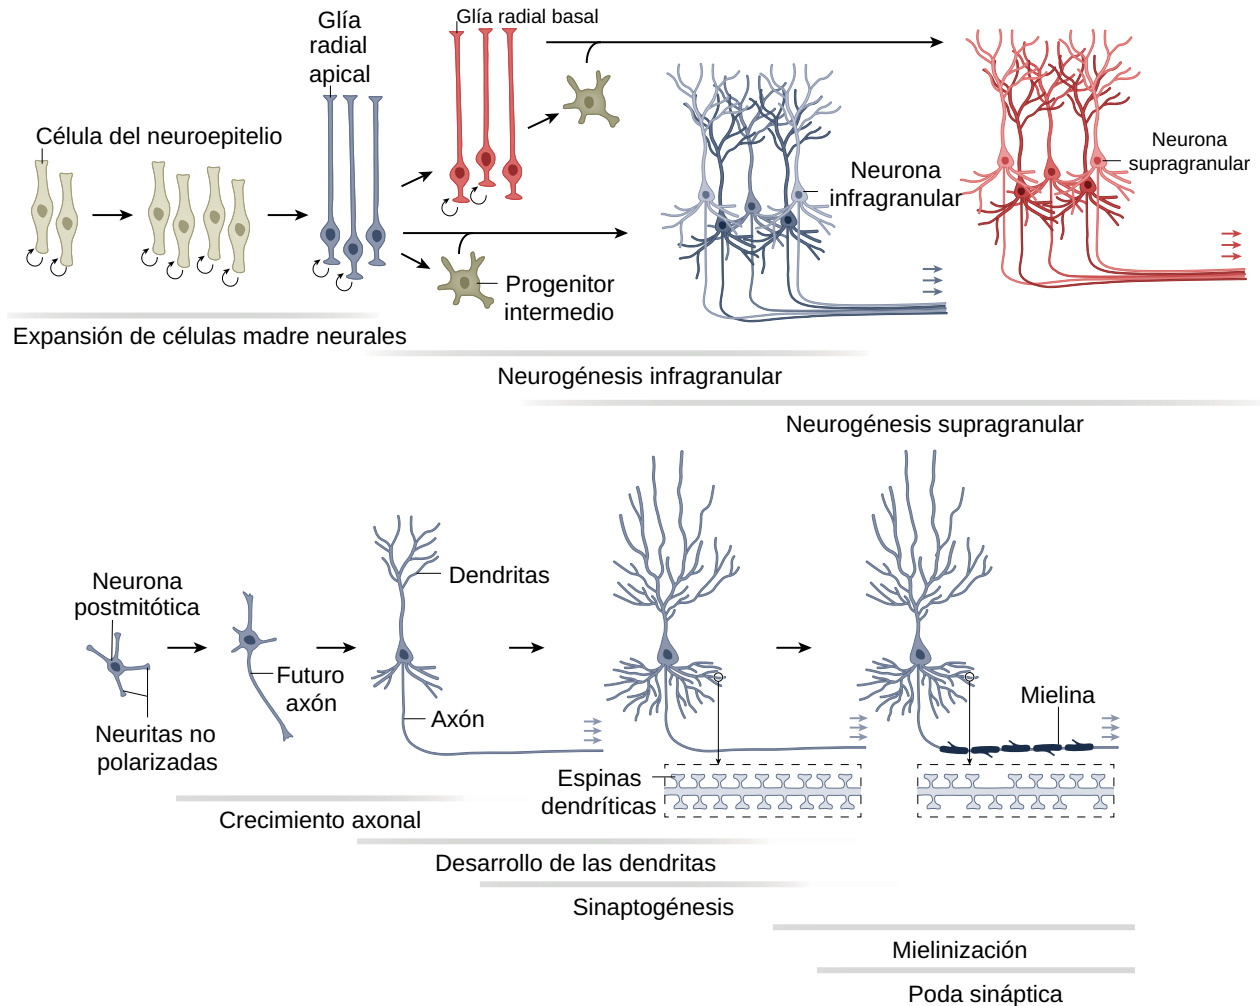 Glía
radial
apical
Glía radial basal
Célula del neuroepitelio
Neurona
supragranular
Neurona
infragranular
Progenitor
intermedio
Expansión de células madre neurales
Neurogénesis infragranular
Neurogénesis supragranular
Neurona
postmitótica
Dendritas
Futuro
axón
Axón
Mielina
Neuritas no
polarizadas
Espinas
dendríticas
Crecimiento axonal
Desarrollo de las dendritas
Sinaptogénesis
Mielinización
Poda sináptica